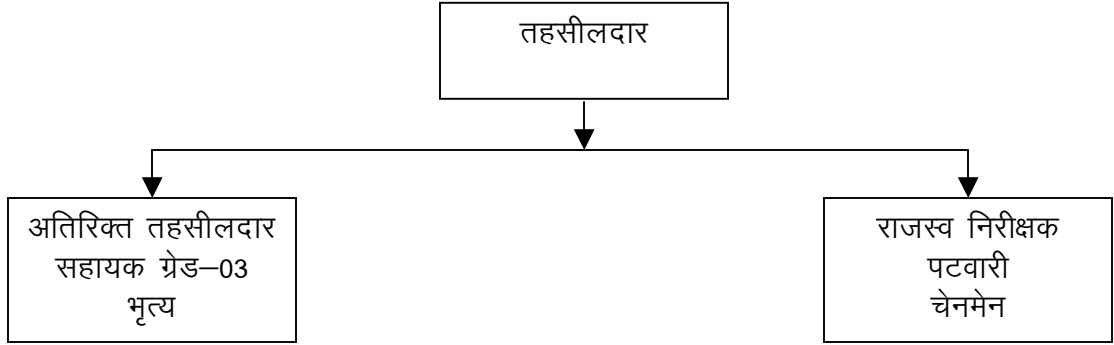 तहसीलदार
अतिरिक्त तहसीलदार
सहायक ग्रेड–03
भृत्य
राजस्व निरीक्षक
पटवारी
चेनमेन